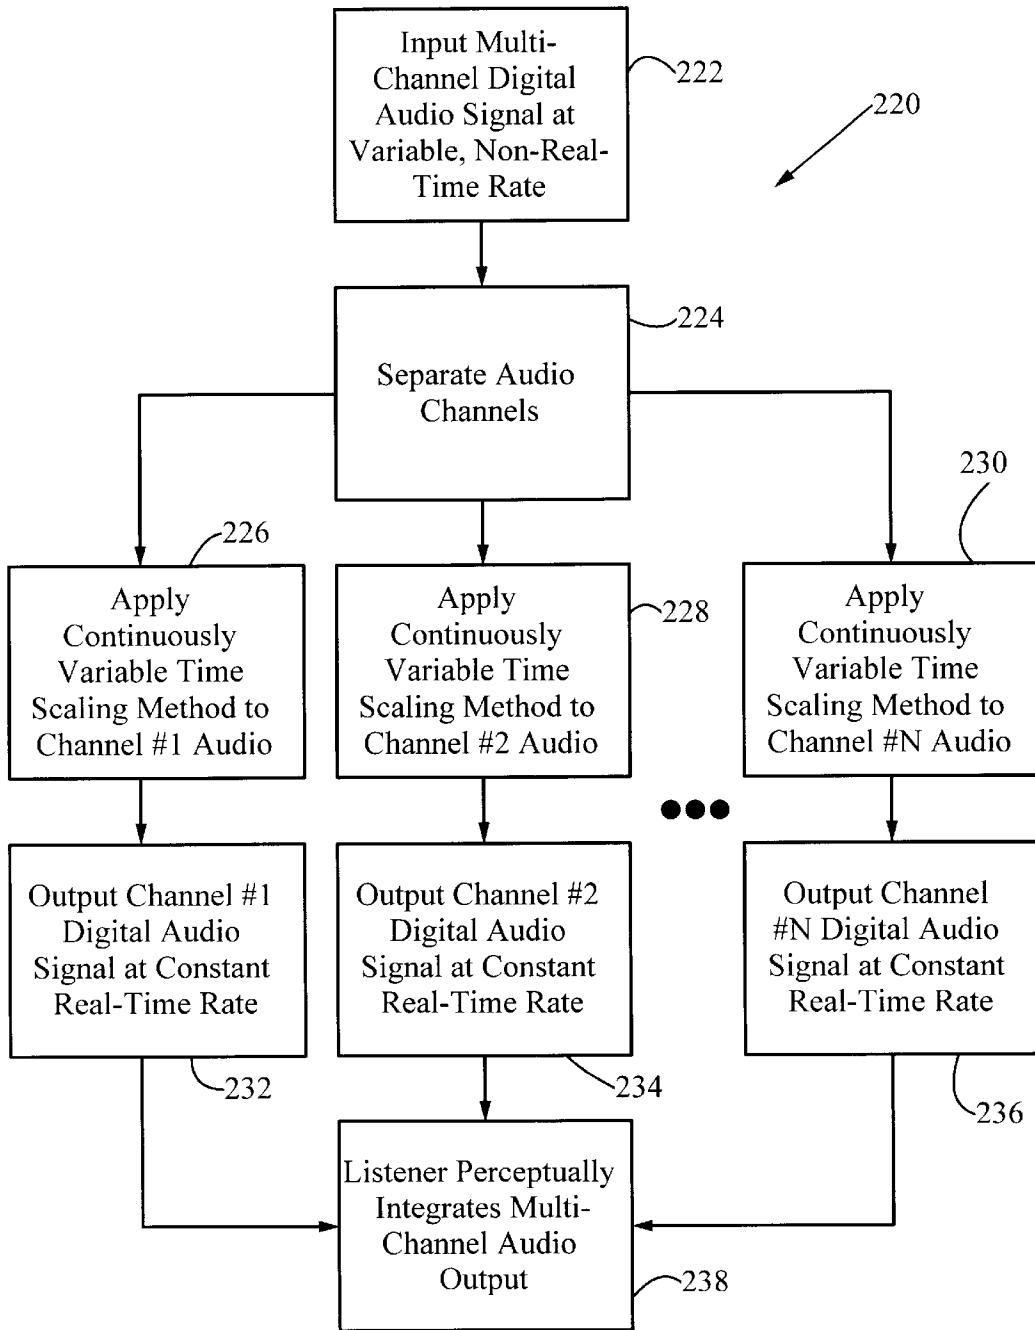 Input Multi-
Channel Digital
Audio Signal at
Variable, Non-Real-
Time Rate
222
220
Separate Audio
Channels
224
226
Apply
Continuously
Variable Time
Scaling Method to
Channel #1 Audio
Apply
Continuously
Variable Time
Scaling Method to
Channel #2 Audio
228
230
Apply
Continuously
Variable Time
Scaling Method to
Channel #N Audio
Output Channel #1
Digital Audio
Signal at Constant
Real-Time Rate
232
Output Channel #2
Digital Audio
Signal at Constant
Real-Time Rate
234
Output Channel
#N Digital Audio
Signal at Constant
Real-Time Rate
236
Listener Perceptually
Integrates Multi-
Channel Audio
Output
238